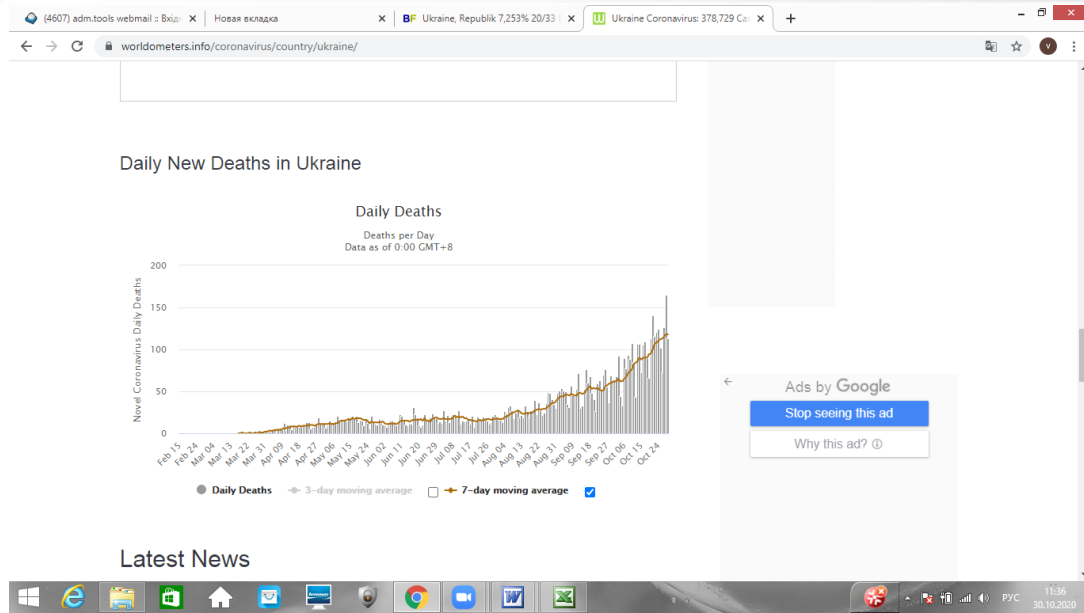 (4607) adm.tools webmail :: Вхід
Новая вкладка
BF Ukraine, Republik 7,253% 20/33
Ukraine Coronavirus: 378,729 Ca
worldometers.info/coronavirus/country/ukraine/
V
Daily New Deaths in Ukraine
Daily Deaths
Deaths per Day
Data as of 0:00 GMT+8
Novel Coronavirus Daily Deaths
200
150
100
50
0
Feb 15
Feb 24
Mar 04
Mar 13
Mar 22
Mar 31
Apr 09
Apr 18
Apr 27
May 06
May 15
May 24
Jun 02
Jun 11
Jun 20
Jun 29
Jul 08
Jul 17
Jul 26
Aug 04
Aug 13
Aug 22
Aug 31
Sep 09
Sep 18
Sep 27
Oct 06
Oct 15
Oct 24
Daily Deaths
3-day moving average
7-day moving average
Ads by Google
Stop seeing this ad
Why this ad?
Latest News
РУС
11:36
30.10.2020